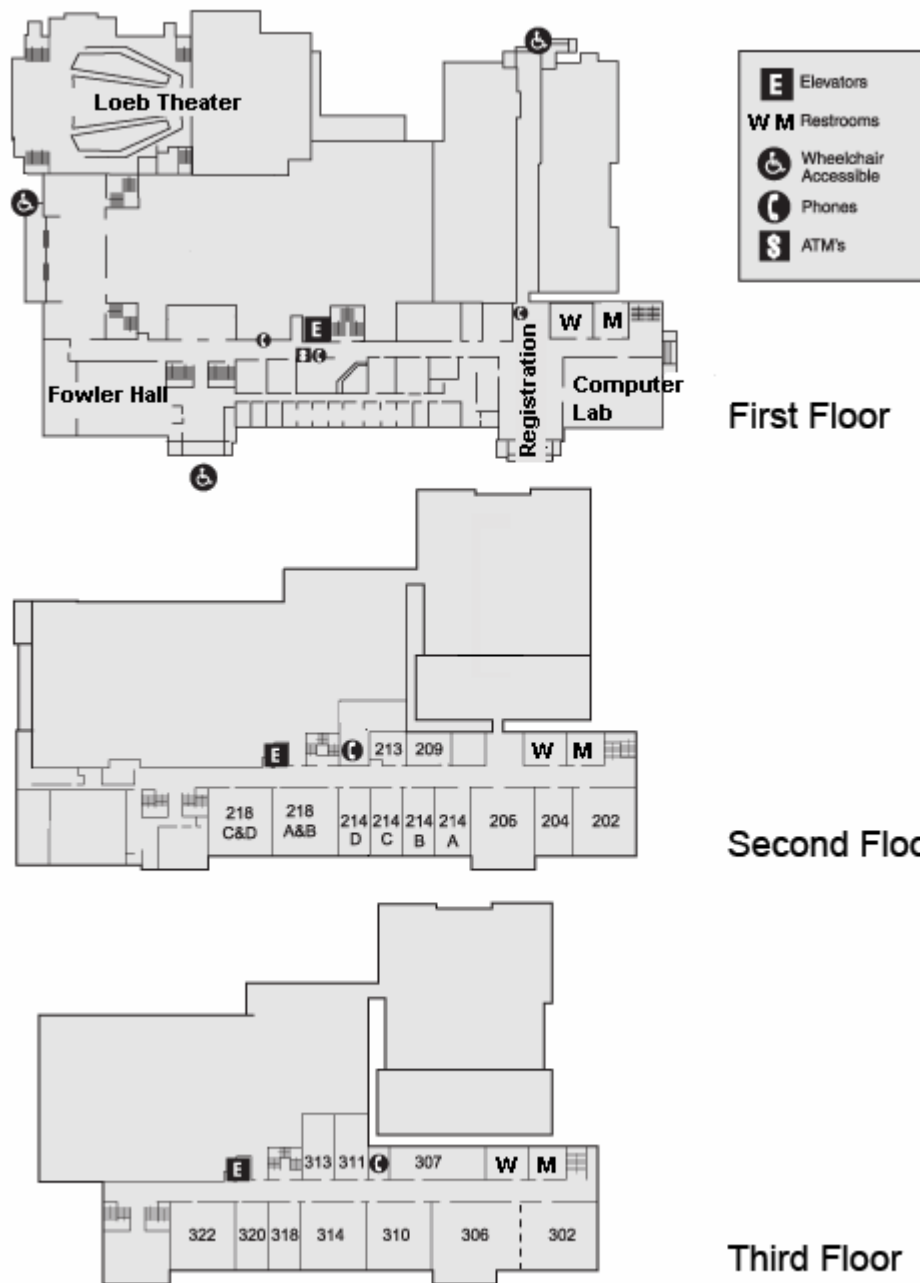 Loeb Theater
E
W
M
Registration
Fowler Hall
$
Computer
Lab
First Floor
E Elevators
W M Restrooms
Wheelchair
Accessible
Phones
$ ATM's
E
213
209
W
M
218
C&D
218
A&B
214
D
214
C
214
B
214
A
206
204
202
Second Floo
E
313
311
307
W
M
322
320
318
314
310
306
302
Third Floor